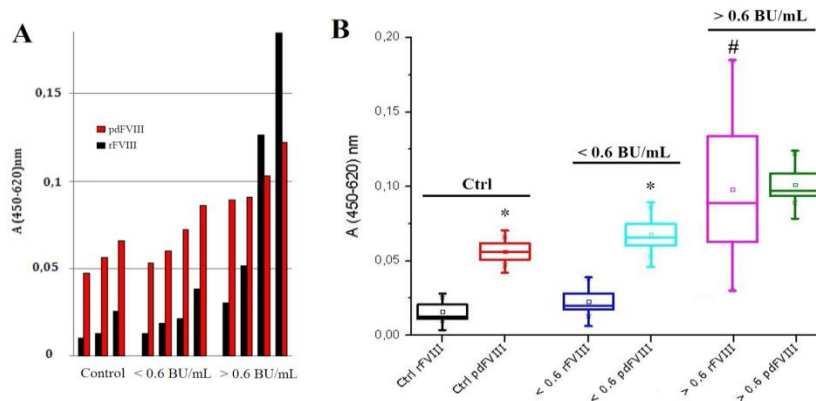 A
0,15
0,1
0,05
0
A (450-620)nm
pdFVIII
rFVIII
Control
< 0.6 BU/mL
> 0.6 BU/mL
B
> 0.6 BU/mL
#
< 0.6 BU/mL
*
Ctrl
*
0,20
0,15
0,10
0,05
0,00
A (450-620) nm
Ctrl rFVIII
Ctrl pdFVIII
< 0.6 rFVIII
< 0.6 pdFVIII
> 0.6 rFVIII
> 0.6 pdFVIII